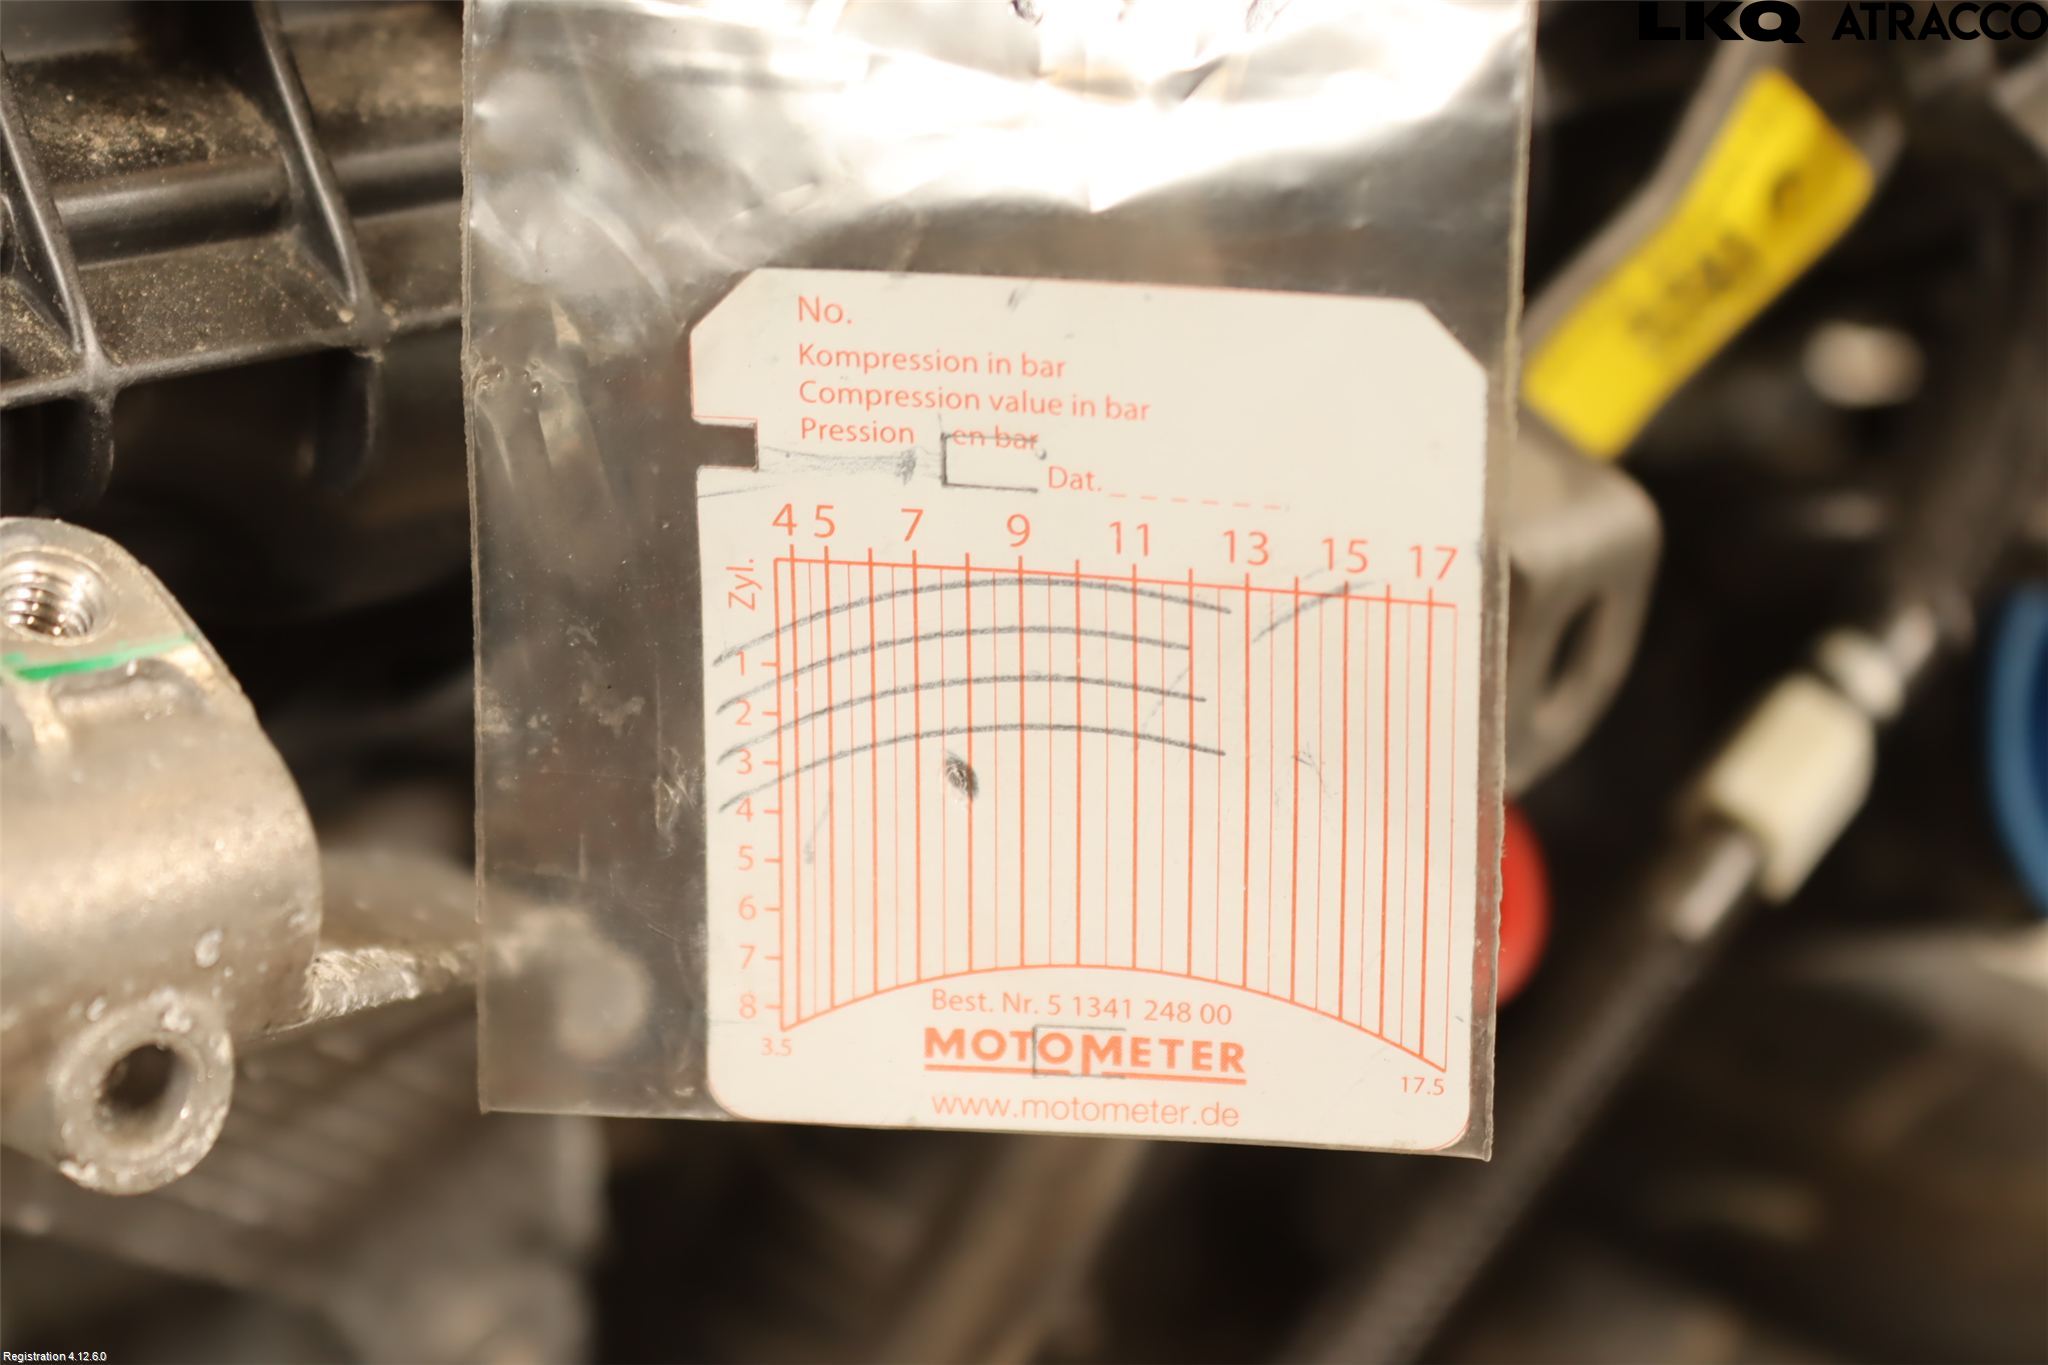 LKQ ATRACCO
No.
Kompression in bar
Compression value in bar
Pression en bar
Dat.
4 5 7 9 11 13 15 17
Zyl.
1
2
3
4
5
6
7
8
3.5
17.5
Best. Nr. 5 1341 248 00
MOTOMETER
www.motometer.de
Registration 4.12.6.0